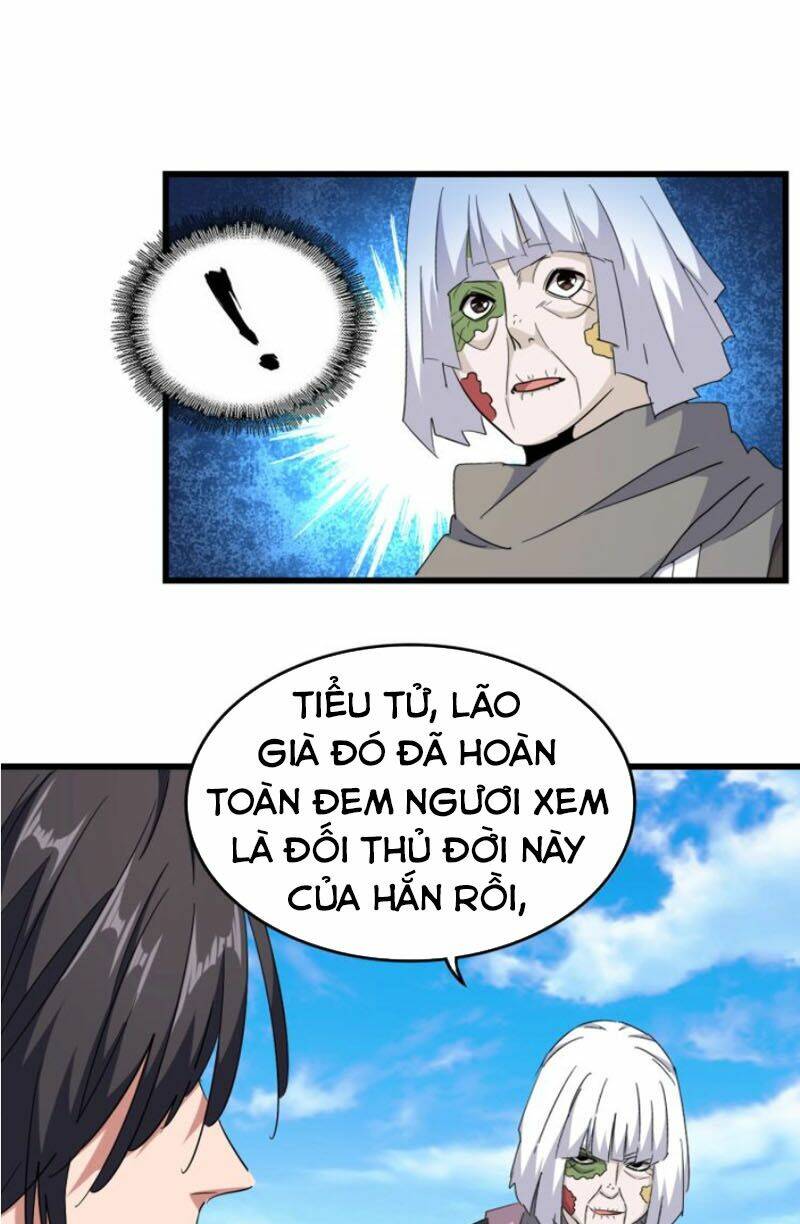 !
TIỂU TỬ, LÃO
GIÀ ĐÓ ĐÃ HOÀN
TOÀN ĐEM NGƯƠI XEM
LÀ ĐỐI THỦ ĐỜI NÀY
CỦA HẮN RỒI,